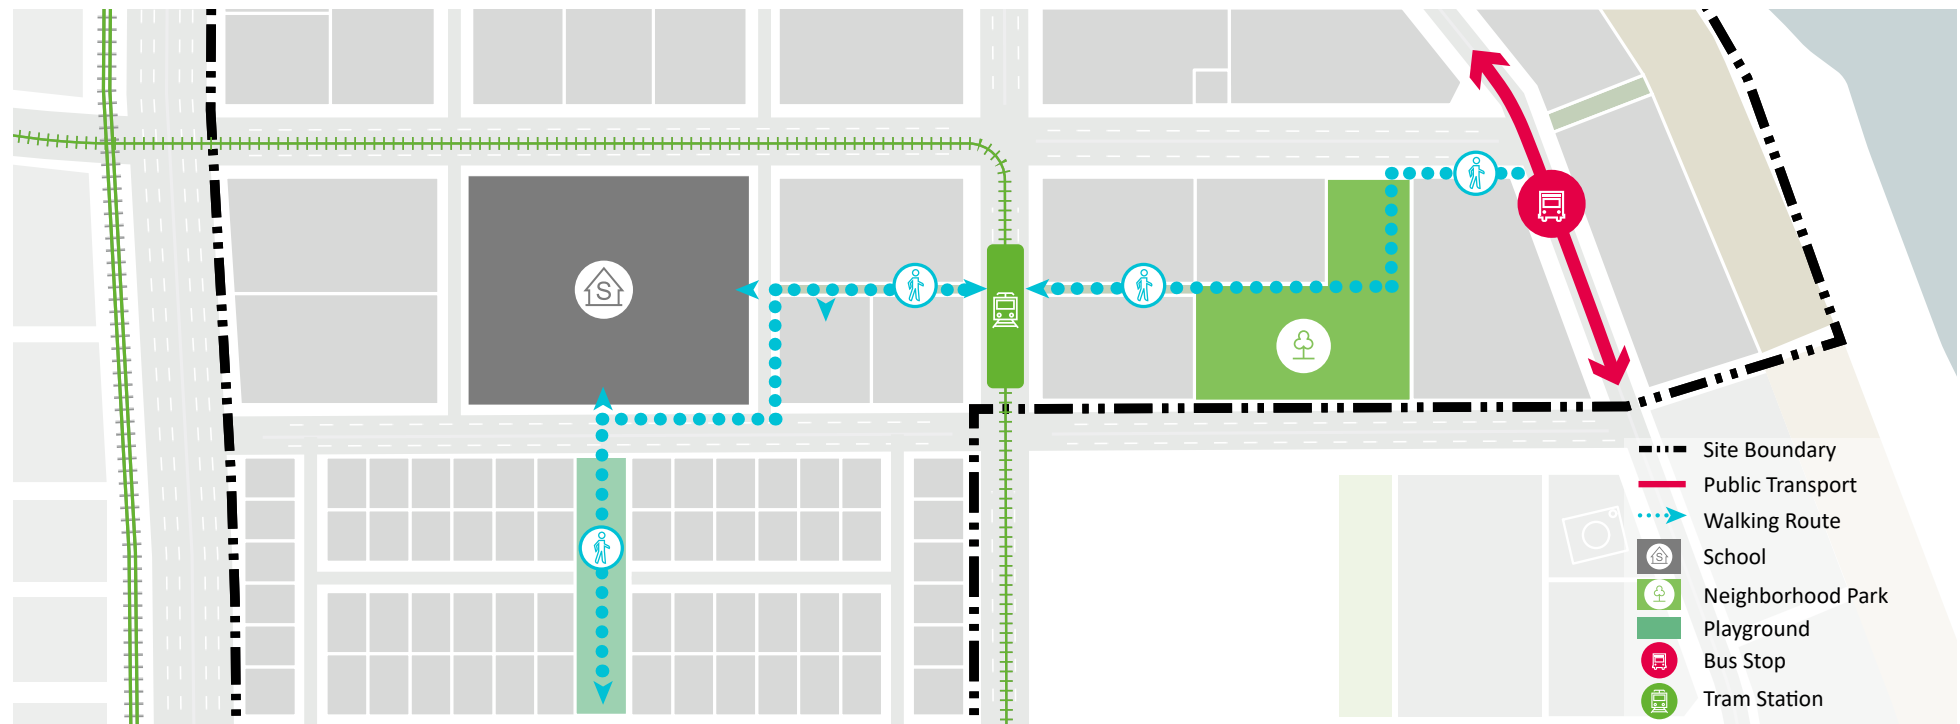 S
Site Boundary
Public Transport
Walking Route
S
School
Neighborhood Park
Playground
Bus Stop
Tram Station